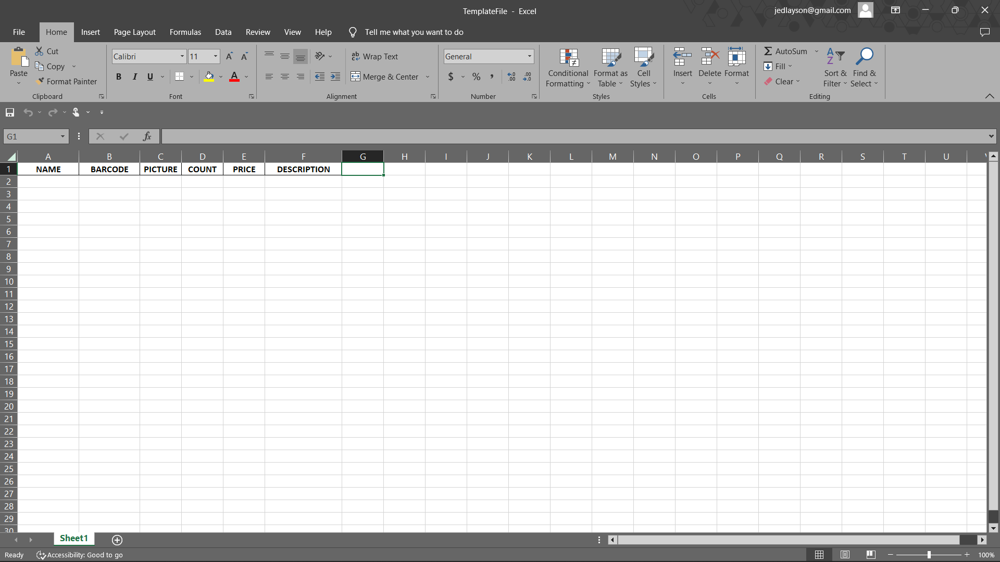 TemplateFile - Excel
jedlayson@gmail.com
File Home Insert Page Layout Formulas Data Review View Help Tell me what you want to do
Paste
Cut
Copy
Format Painter
Clipboard
Calibri 11
B I U
Font
Wrap Text
Merge & Center
Alignment
General
$ % ,
Number
Conditional Formatting
Format as Table
Cell Styles
Styles
Insert
Delete
Format
Cells
AutoSum
Fill
Clear
Sort & Filter
Find & Select
Editing
G1
fx
A B C D E F G H I J K L M N O P Q R S T U
1 NAME BARCODE PICTURE COUNT PRICE DESCRIPTION
2
3
4
5
6
7
8
9
10
11
12
13
14
15
16
17
18
19
20
21
22
23
24
25
26
27
28
29
30
Sheet1
Ready Accessibility: Good to go 100%